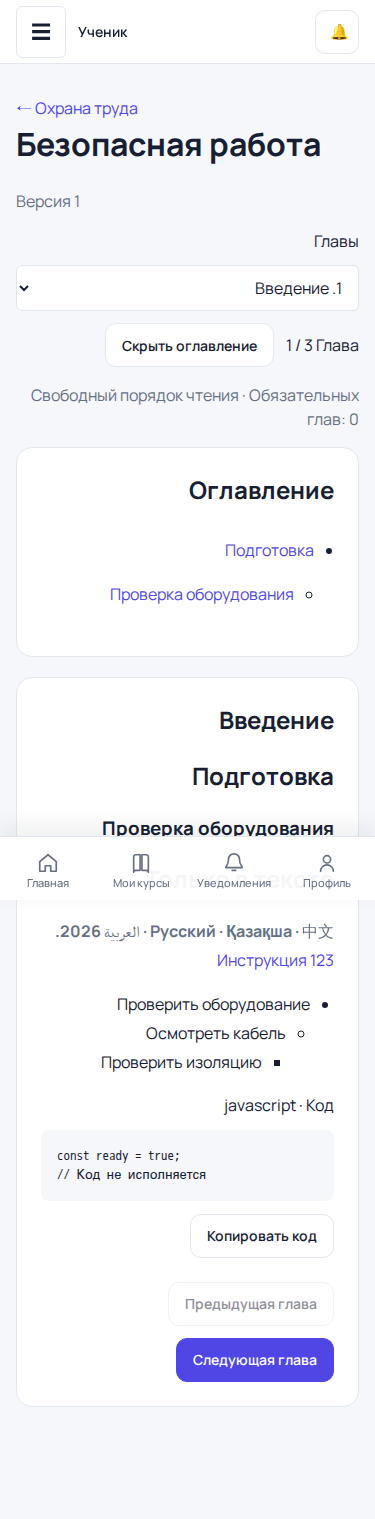 Ученик
← Охрана труда
Безопасная работа
Версия 1
Главы
1. Введение
Глава 1 / 3
Скрыть оглавление
Свободный порядок чтения · Обязательных
глав: 0
Оглавление
Подготовка
Проверка оборудования
Введение
Подготовка
Проверка оборудования
Главная
Мои курсы
Уведомления
Профиль
中文 · Русский · Қазақша · العربية 2026.
Инструкция 123
Проверить оборудование
Осмотреть кабель
Проверить изоляцию
Код · javascript
const ready = true;
// Код не исполняется
Копировать код
Предыдущая глава
Следующая глава